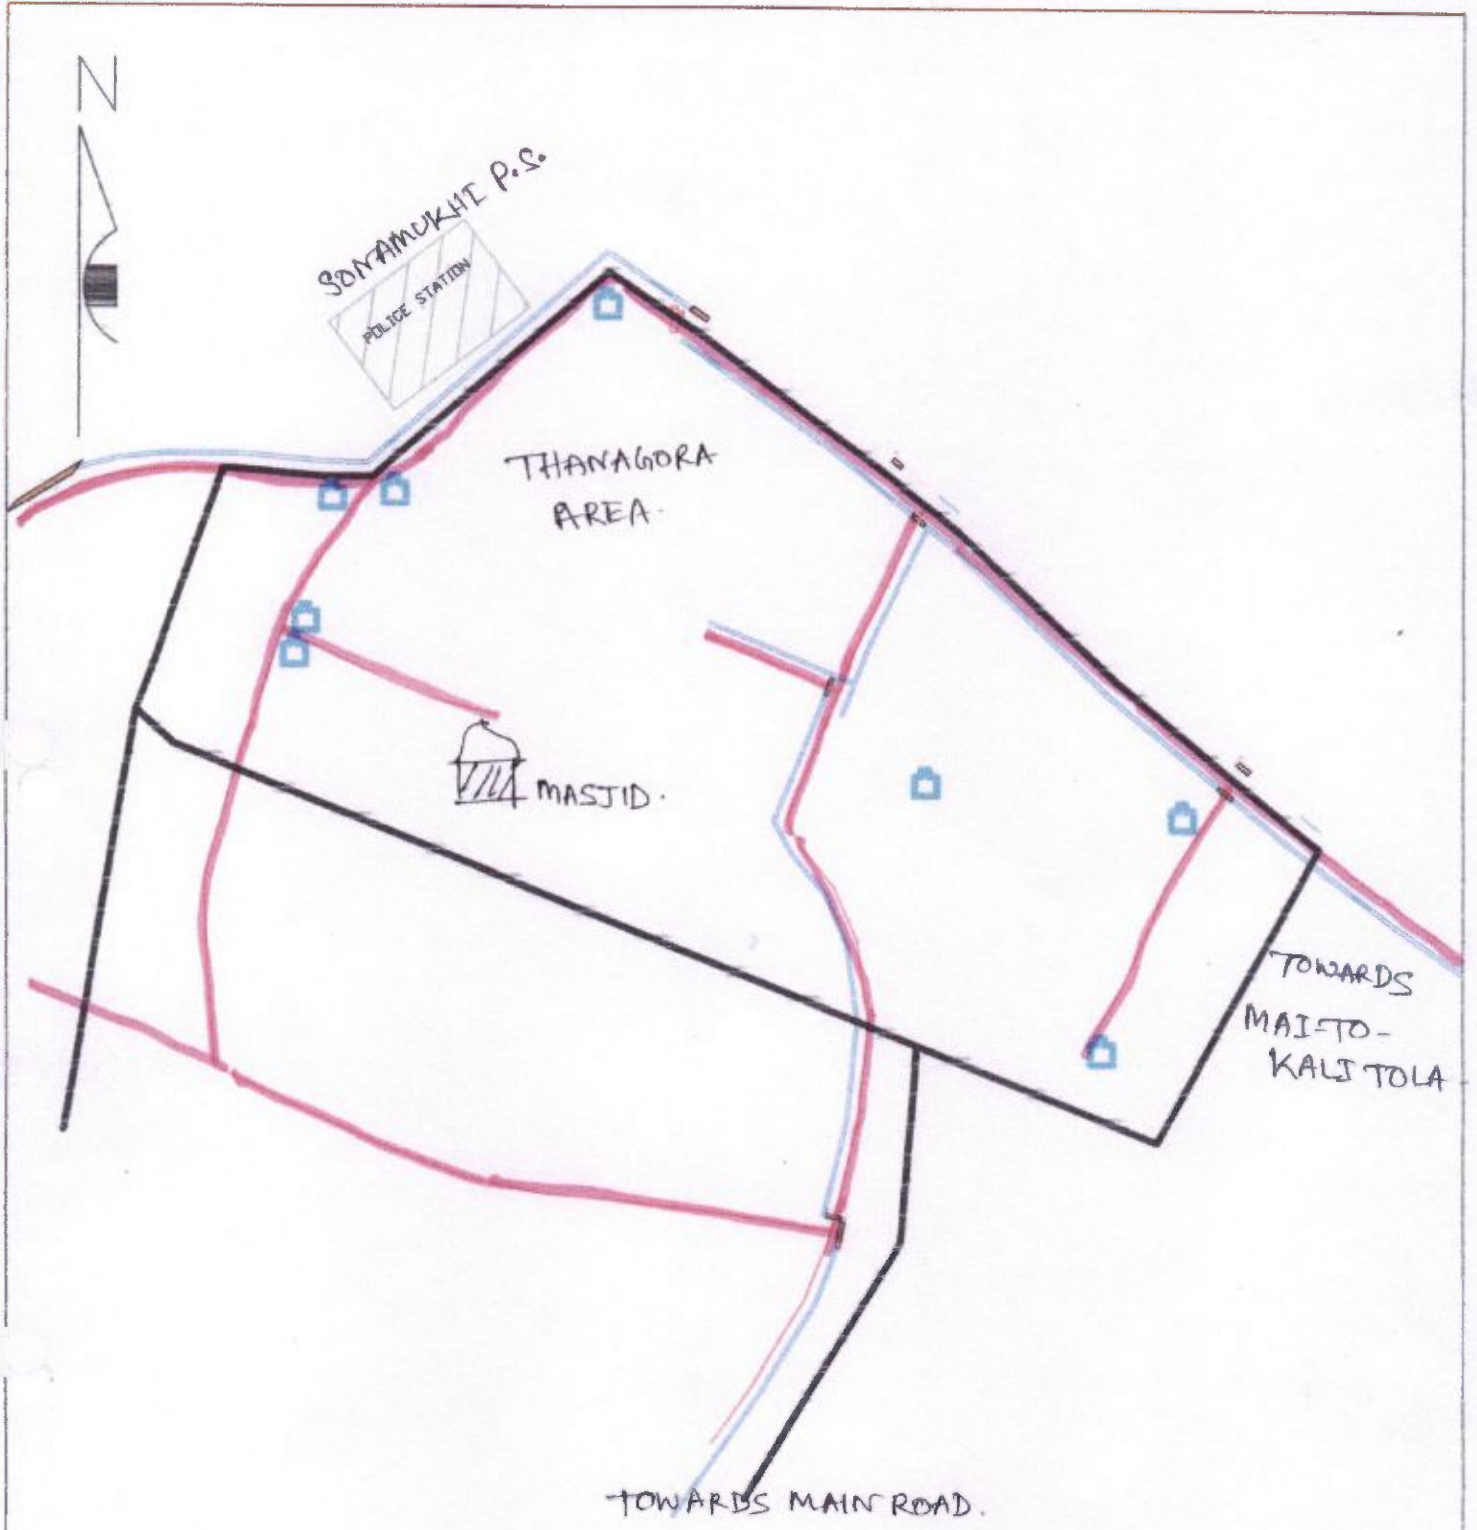 N
SONAMUKHI P.S.
POLICE STATION
THANAGORA
AREA.
MASJID.
TOWARDS
MAI-TO-
KALI TOLA
TOWARDS MAIN ROAD.